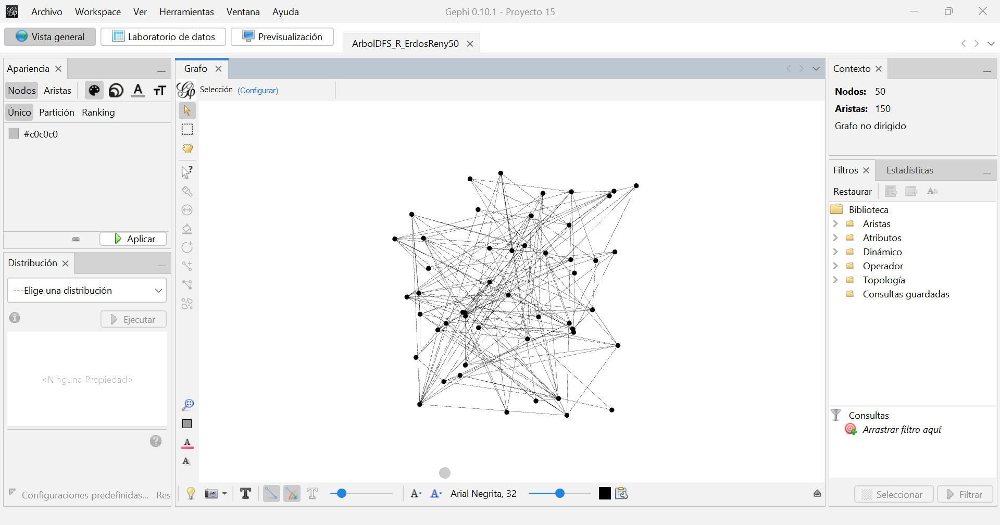 Archivo Workspace Ver Herramientas Ventana Ayuda
Gephi 0.10.1 - Proyecto 15
Vista general
Laboratorio de datos
Previsualización
ArbolDFS_R_ErdosReny50
Apariencia
Nodos Aristas
Único Partición Ranking
#c0c0c0
Aplicar
Distribución
---Elige una distribución
Ejecutar
<Ninguna Propiedad>
Configuraciones predefinidas... Res
Grafo
Selección (Configurar)
Arial Negrita, 32
Contexto
Nodos: 50
Aristas: 150
Grafo no dirigido
Filtros
Estadísticas
Restaurar
Biblioteca
Aristas
Atributos
Dinámico
Operador
Topología
Consultas guardadas
Consultas
Arrastrar filtro aquí
Seleccionar
Filtrar